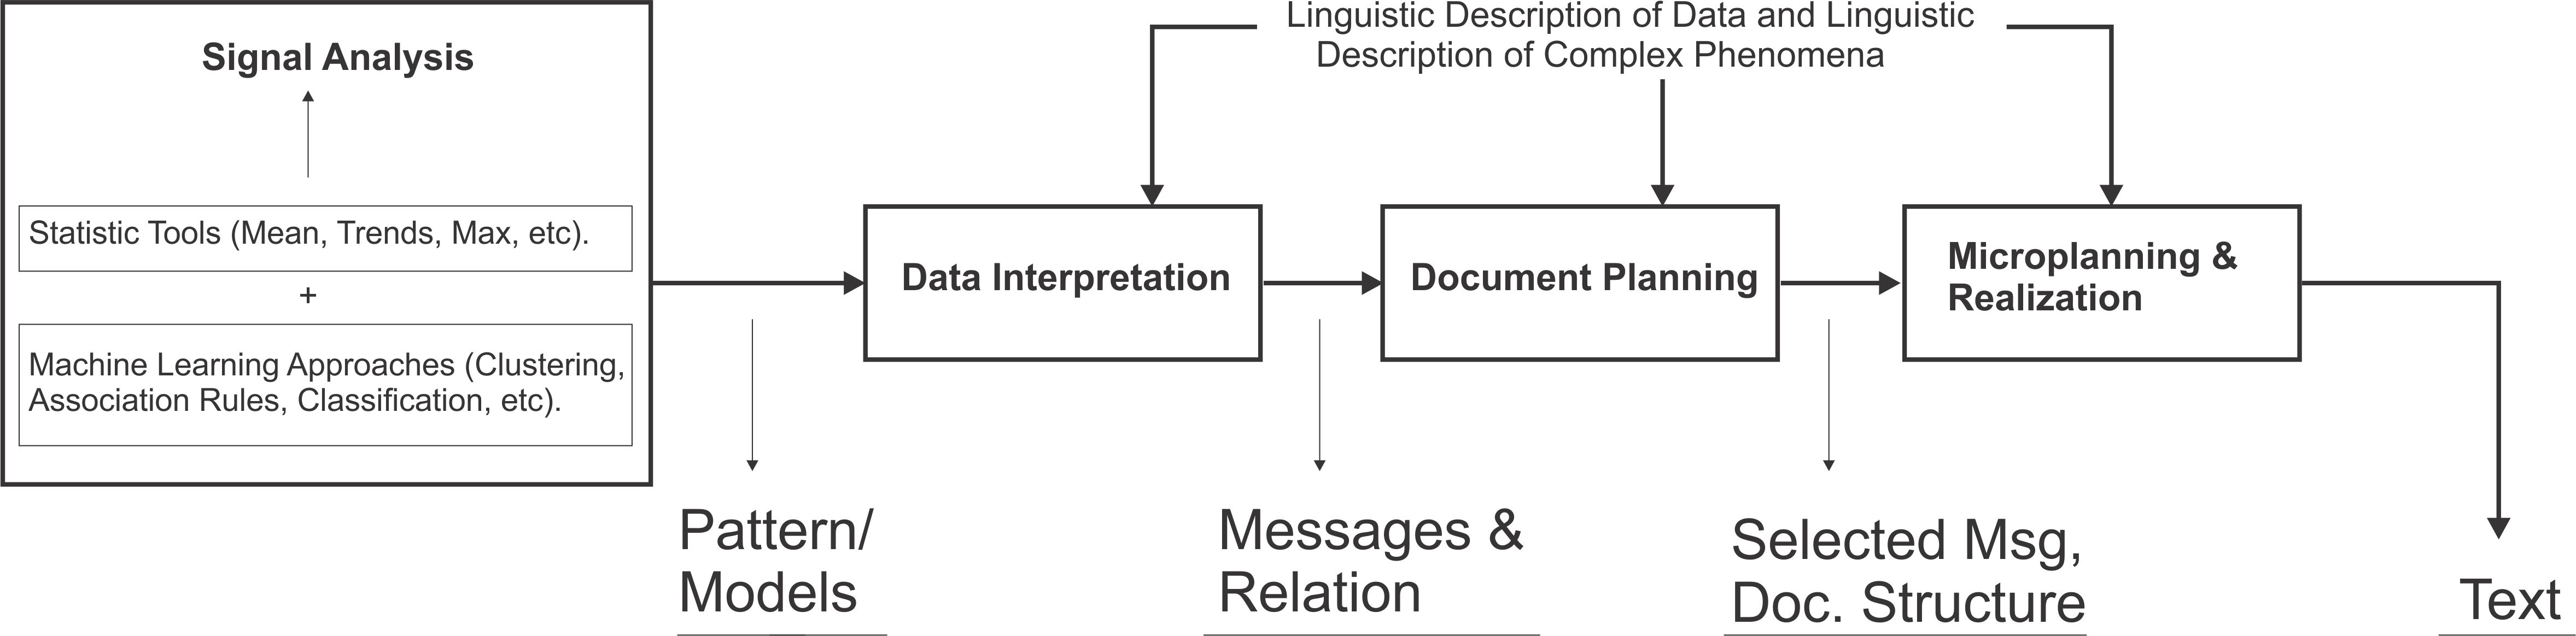 Linguistic Description of Data and Linguistic
Description of Complex Phenomena
Signal Analysis
Statistic Tools (Mean, Trends, Max, etc).
+
Machine Learning Approaches (Clustering,
Association Rules, Classification, etc).
Data Interpretation
Document Planning
Microplanning &
Realization
Pattern/
Models
Messages &
Relation
Selected Msg,
Doc. Structure
Text